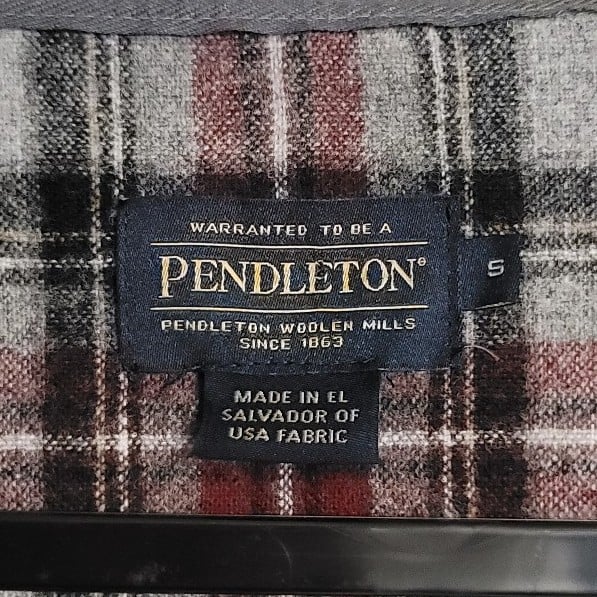 WARRANTED TO BE A
PENDLETON®
S
PENDLETON WOOLEN MILLS
SINCE 1863
MADE IN EL
SALVADOR OF
USA FABRIC